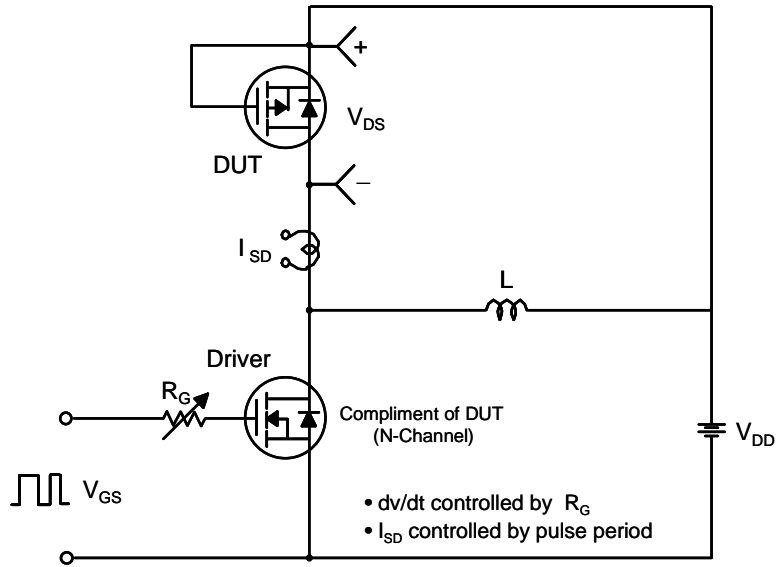 +
V_DS
DUT
−
I_SD
L
Driver
R_G
Compliment of DUT
(N-Channel)
V_DD
V_GS
• dv/dt controlled by R_G
• I_SD controlled by pulse period